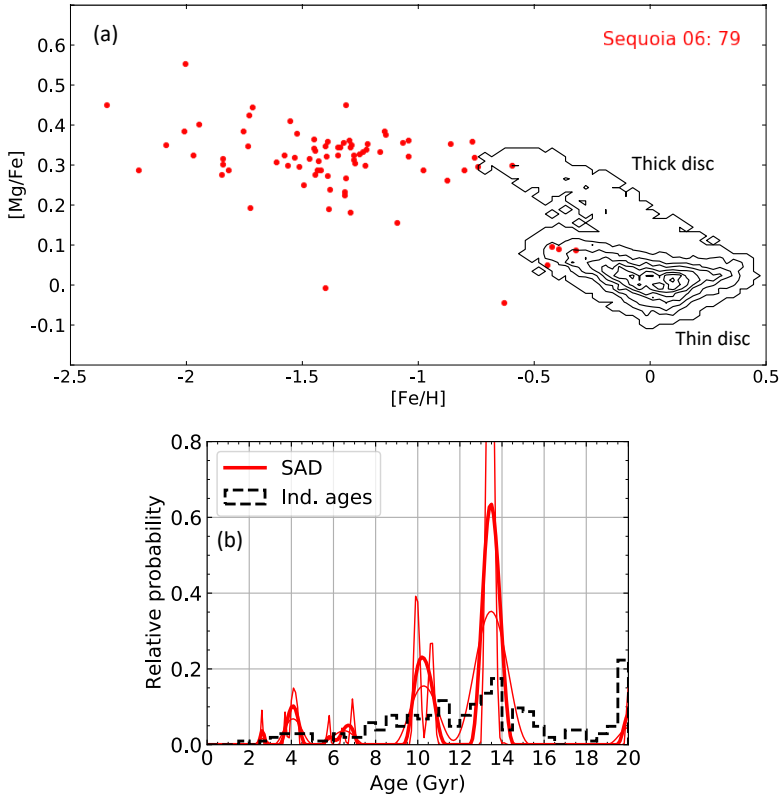 (a)
Sequoia 06: 79
0.6
0.5
0.4
0.3
0.2
0.1
0.
-0.1
[Mg/Fe]
Thick disc
Thin disc
-2.5 -2 -1.5 -1 -0.5 0 0.5
[Fe/H]
0.8
0.6
0.4
0.2
0.0
Relative probability
SAD
Ind. ages
(b)
0 2 4 6 8 10 12 14 16 18 20
Age (Gyr)